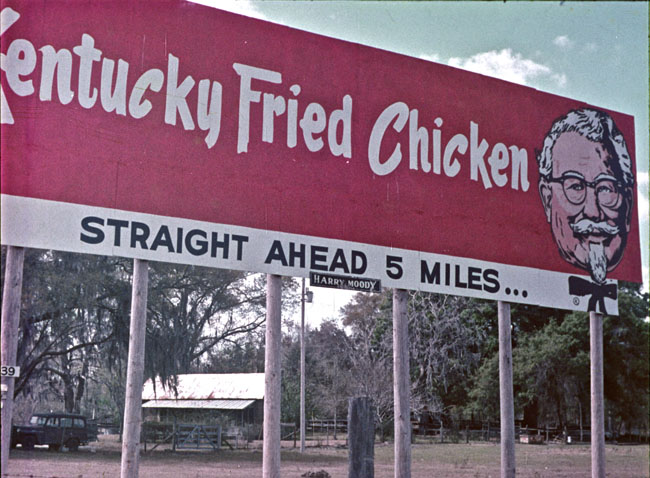 Kentucky Fried Chicken
STRAIGHT AHEAD 5 MILES...
HARRY MOODY
®
39